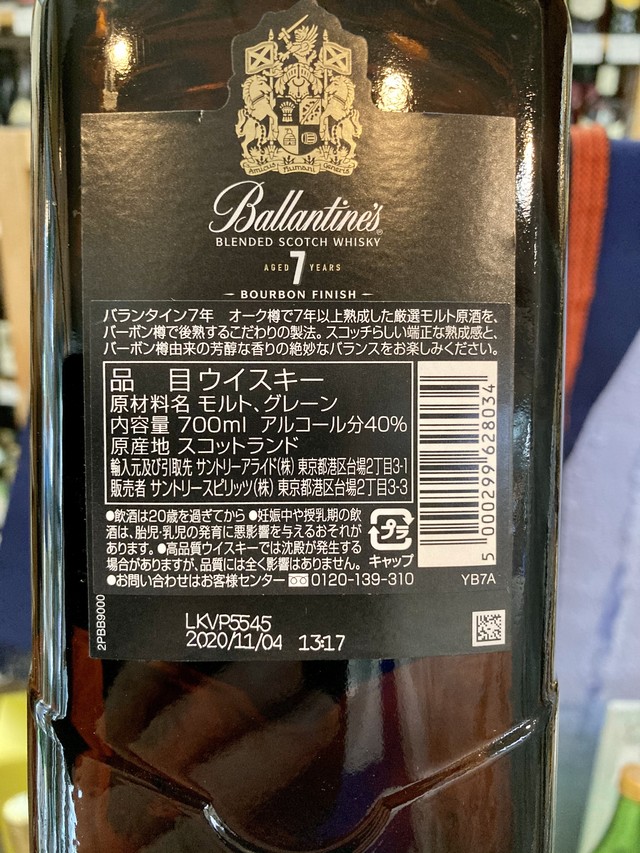 Amicus Humani Generis
Ballantine's
BLENDED SCOTCH WHISKY
AGED 7 YEARS
BOURBON FINISH
バランタイン7年 オーク樽で7年以上熟成した厳選モルト原酒を、
バーボン樽で後熟するこだわりの製法。スコッチらしい端正な熟成感と、
バーボン樽由来の芳醇な香りの絶妙なバランスをお楽しみください。
品 目 ウイスキー
原材料名 モルト、グレーン
内容量 700ml アルコール分40%
原産地 スコットランド
輸入元及び引取先 サントリーアライド(株) 東京都港区台場2丁目3-1
販売者 サントリースピリッツ(株) 東京都港区台場2丁目3-3
5 000299 628034
●飲酒は20歳を過ぎてから ●妊娠中や授乳期の飲
酒は、胎児・乳児の発育に悪影響を与えるおそれが
あります。●高品質ウイスキーでは沈殿が発生する
場合がありますが、品質には全く影響はありません。
●お問い合わせはお客様センター 0120-139-310
プラ
キャップ
YB7A
2PBB9000
LKVP5545
2020/11/04 13:17